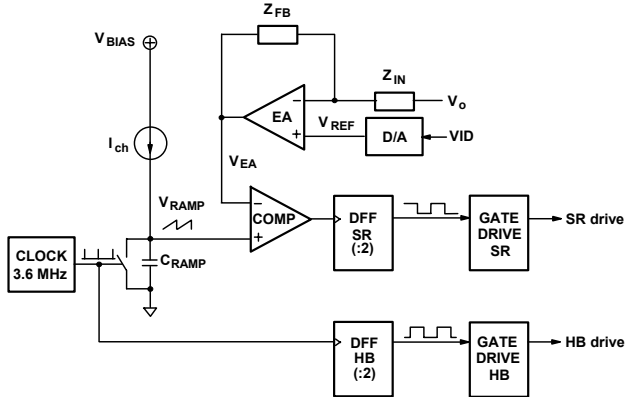 Z_FB
V_BIAS
Z_IN
−
EA
V_o
V_REF
+
D/A
VID
I_ch
V_EA
V_RAMP
−
COMP
+
DFF
SR
(:2)
GATE
DRIVE
SR
SR drive
CLOCK
3.6 MHz
C_RAMP
DFF
HB
(:2)
GATE
DRIVE
HB
HB drive